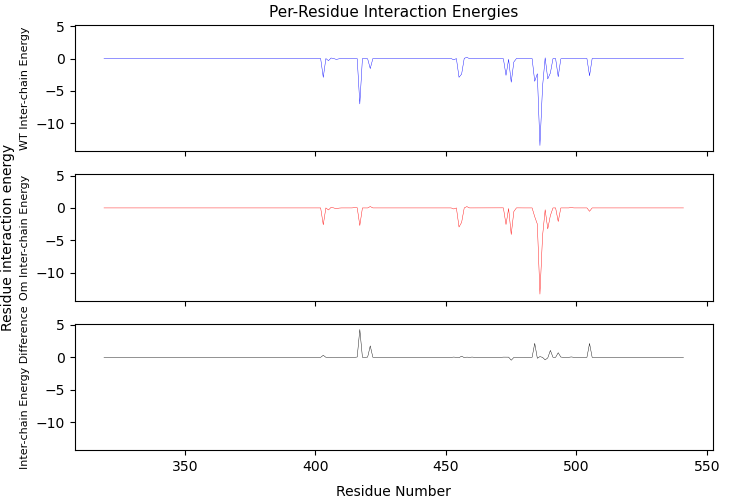 Per-Residue Interaction Energies
Residue interaction energy
WT Inter-chain Energy
5
0
−5
−10
Om Inter-chain Energy
5
0
−5
−10
Inter-chain Energy Difference
5
0
−5
−10
350
400
450
500
550
Residue Number